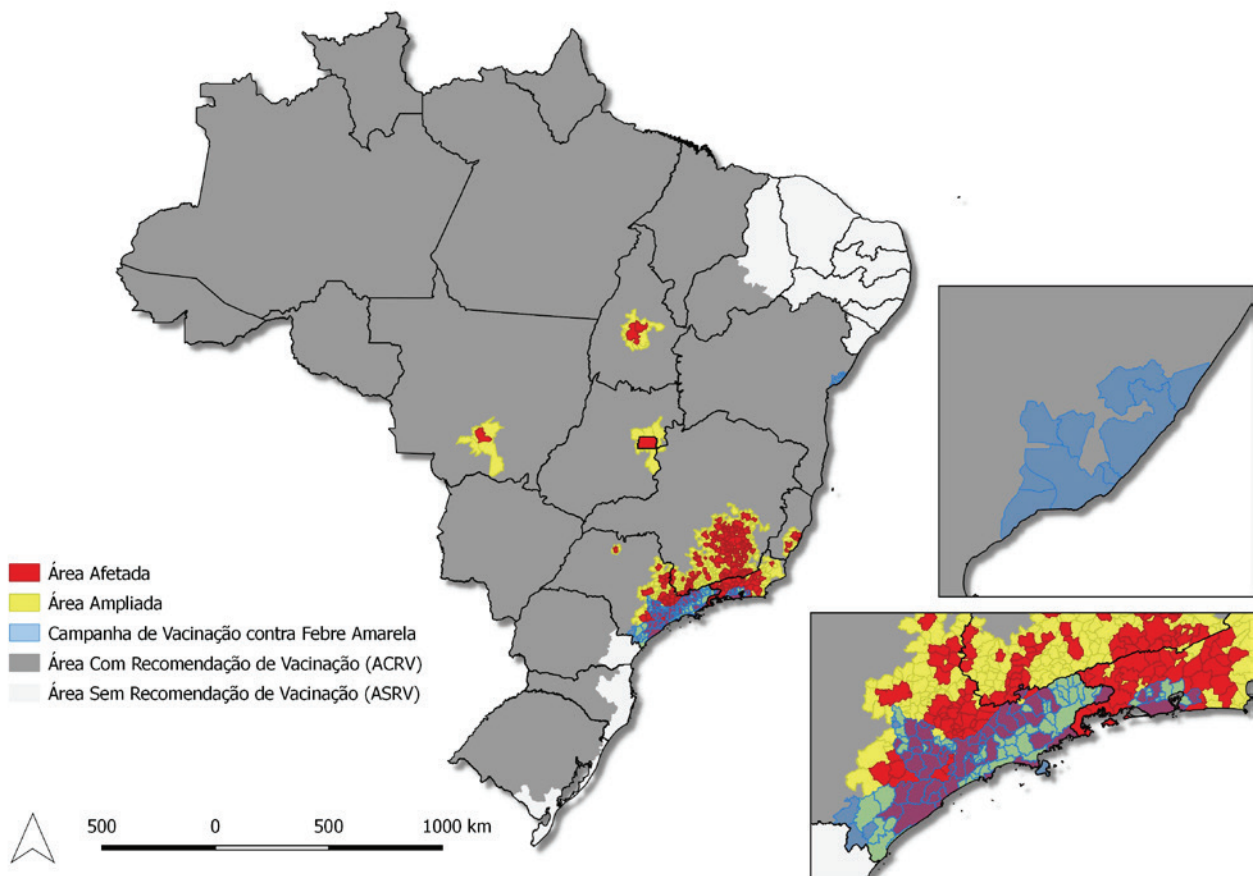 Área Afetada
Área Ampliada
Campanha de Vacinação contra Febre Amarela
Área Com Recomendação de Vacinação (ACRV)
Área Sem Recomendação de Vacinação (ASRV)
500 0 500 1000 km